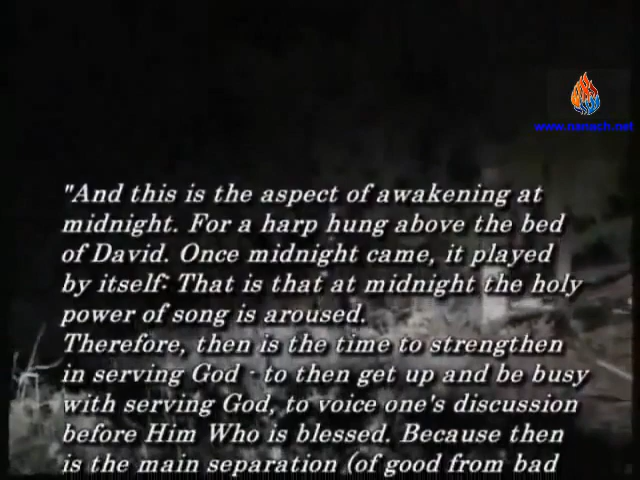 www.nanach.net
"And this is the aspect of awakening at
midnight. For a harp hung above the bed
of David. Once midnight came, it played
by itself: That is that at midnight the holy
power of song is aroused.
Therefore, then is the time to strengthen
in serving God - to then get up and be busy
with serving God, to voice one's discussion
before Him Who is blessed. Because then
is the main separation (of good from bad